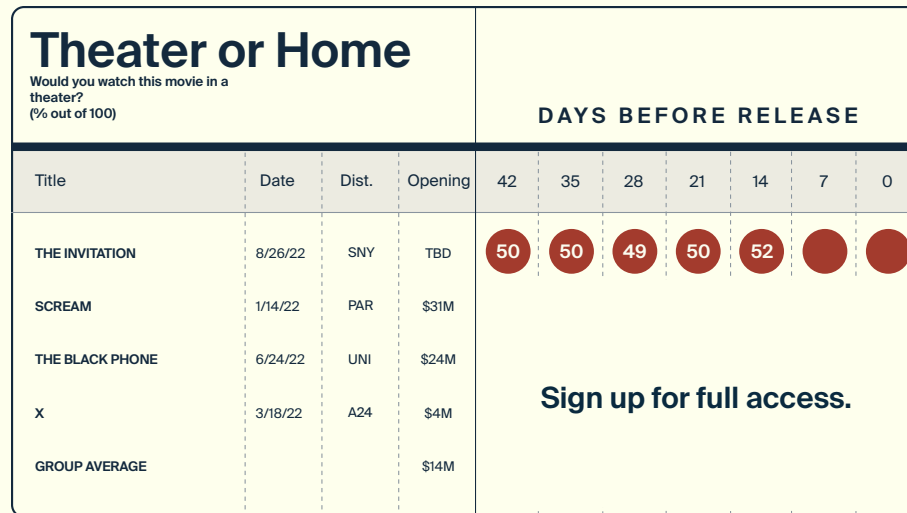 Theater or Home
Would you watch this movie in a
theater?
(% out of 100)
DAYS BEFORE RELEASE
Title Date Dist. Opening 42 35 28 21 14 7 0
THE INVITATION 8/26/22 SNY TBD 50 50 49 50 52
SCREAM 1/14/22 PAR $31M
THE BLACK PHONE 6/24/22 UNI $24M
Sign up for full access.
X 3/18/22 A24 $4M
GROUP AVERAGE $14M